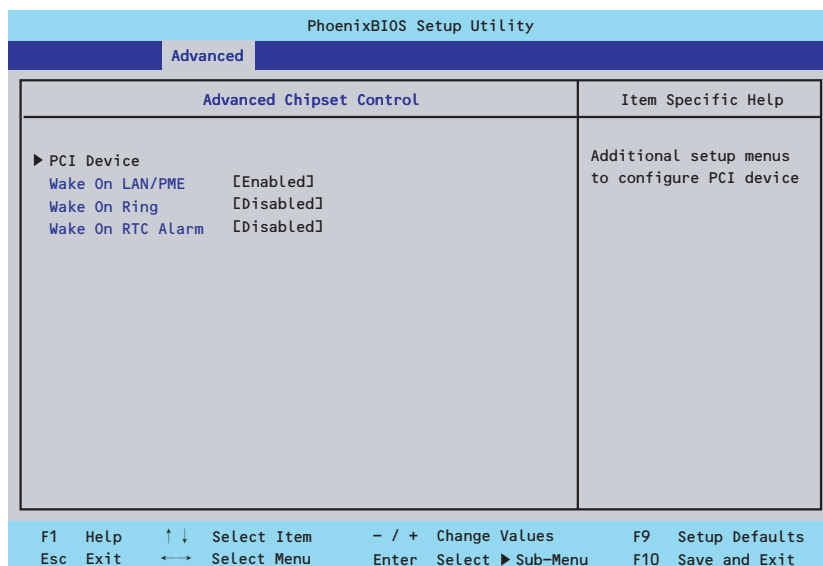 PhoenixBIOS Setup Utility
Advanced
Advanced Chipset Control
Item Specific Help
▶ PCI Device
Wake On LAN/PME [Enabled]
Wake On Ring [Disabled]
Wake On RTC Alarm [Disabled]
Additional setup menus
to configure PCI device
F1 Help ↑↓ Select Item - / + Change Values F9 Setup Defaults
Esc Exit ←→ Select Menu Enter Select ▶ Sub-Menu F10 Save and Exit